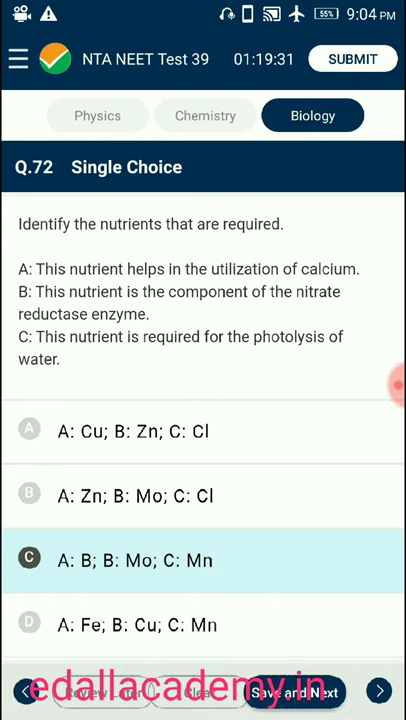 55% 9:04 PM
NTA NEET Test 39 01:19:31 SUBMIT
Physics Chemistry Biology
Q.72 Single Choice
Identify the nutrients that are required.
A: This nutrient helps in the utilization of calcium.
B: This nutrient is the component of the nitrate
reductase enzyme.
C: This nutrient is required for the photolysis of
water.
A A: Cu; B: Zn; C: Cl
B A: Zn; B: Mo; C: Cl
C A: B; B: Mo; C: Mn
D A: Fe; B: Cu; C: Mn
Review Later Clear Save and Next
edallacademy.in